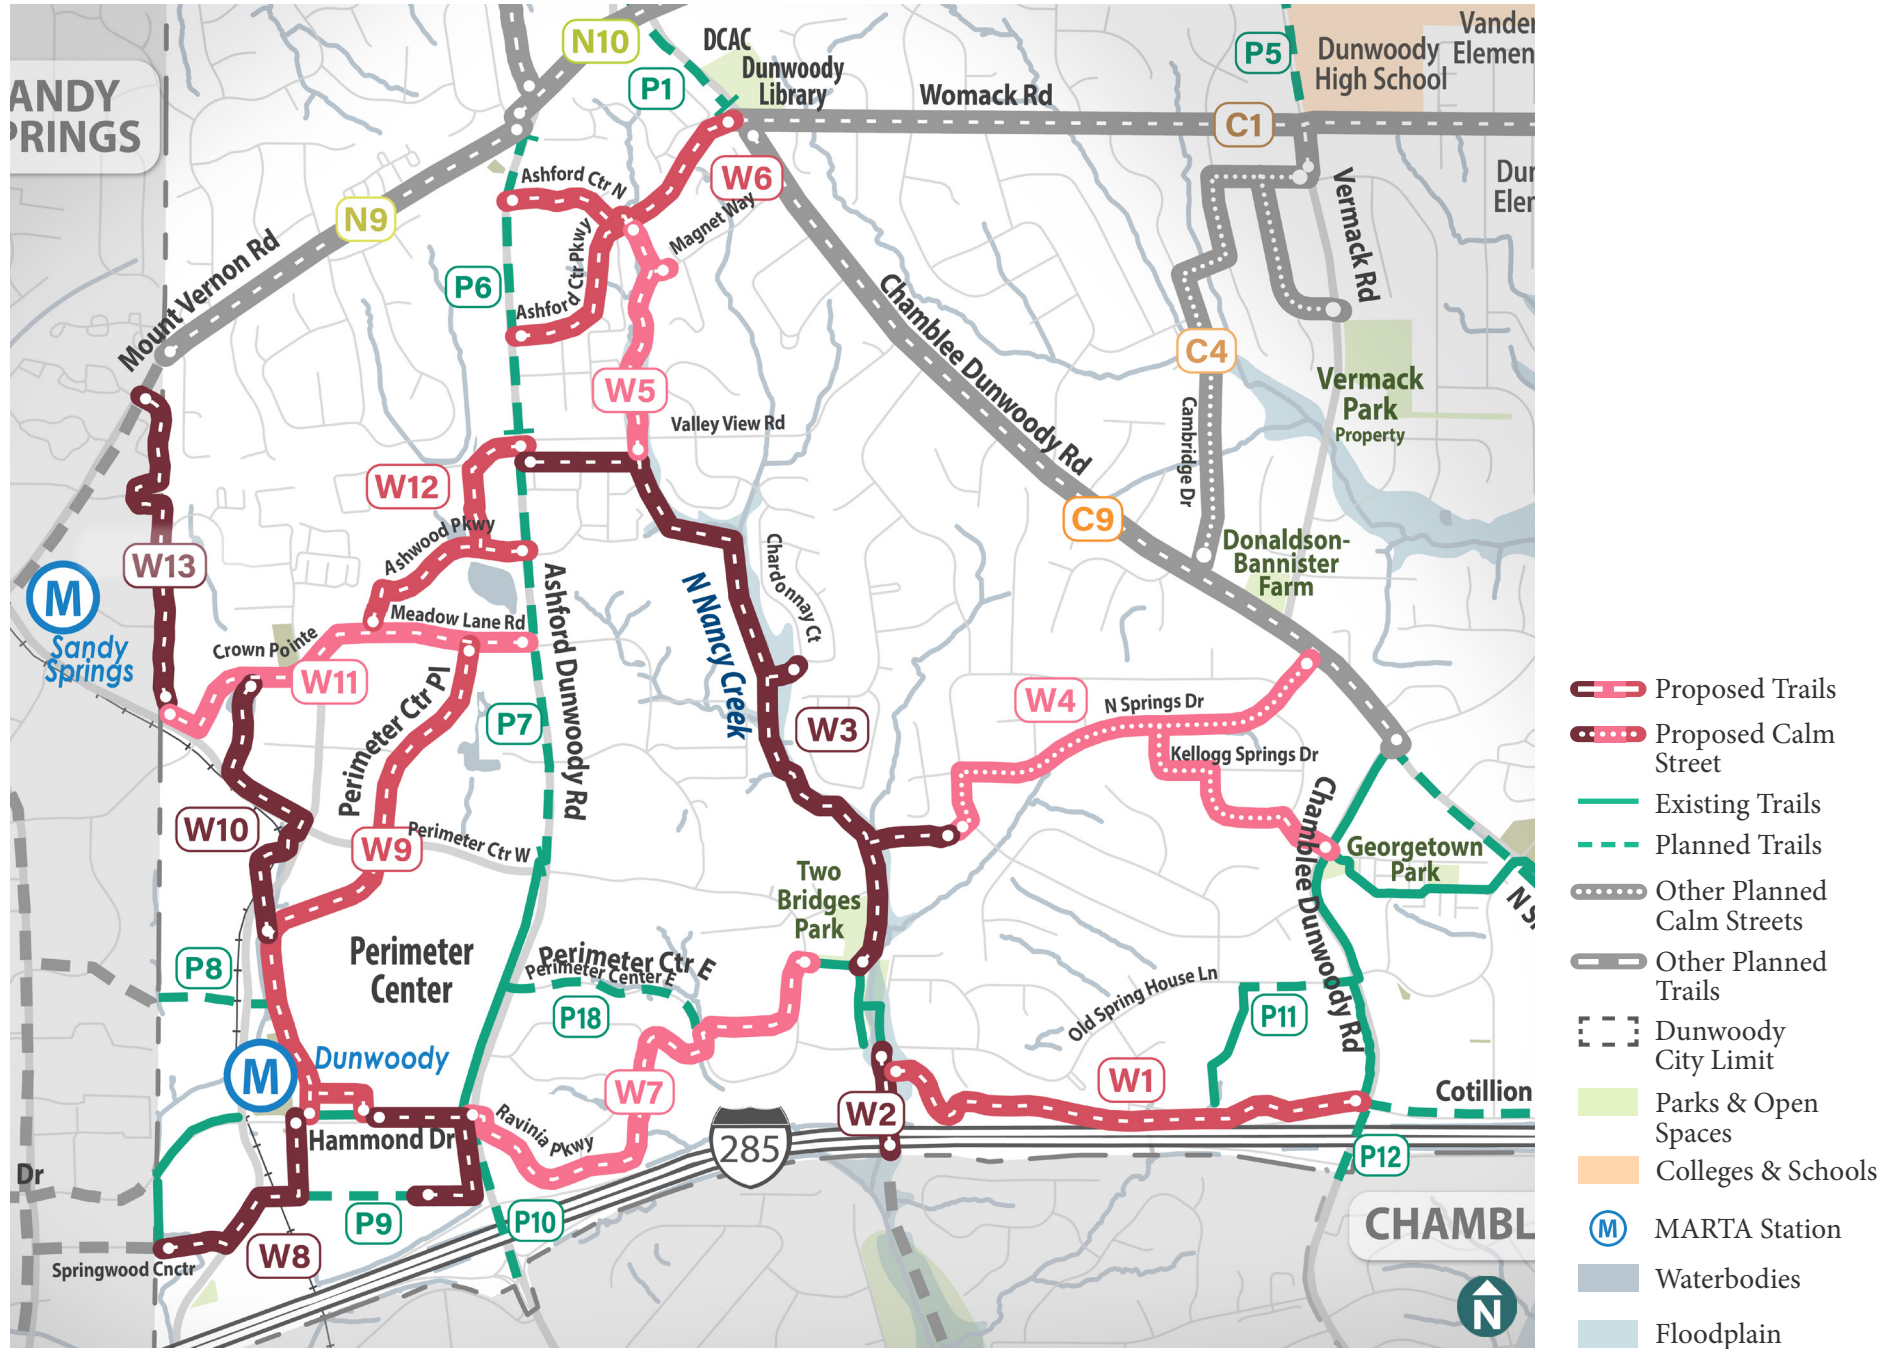 N10
DCAC
Dunwoody
Library
P1
P5
Dunwoody
High School
Vander
Elemen
ANDY
PRINGS
Womack Rd
C1
Ashford Ctr N
W6
Dun
Elem
N9
Magnet Way
Vermack Rd
Mount Vernon Rd
P6
Ashford Ctr Pkwy
Chamblee Dunwoody Rd
C4
W5
Vermack
Park
Property
Valley View Rd
Cambridge Dr
W12
C9
Ashwood Pkwy
W13
Chardonnay Ct
Donaldson-
Bannister
Farm
M
Sandy
Springs
Ashford Dunwoody Rd
N Nancy Creek
Meadow Lane Rd
Crown Pointe
W11
Perimeter Ctr Pl
P7
W3
W4
N Springs Dr
Kellogg Springs Dr
W10
W9
Perimeter Ctr W
Chamblee Dunwoody Rd
Georgetown
Park
Two
Bridges
Park
Perimeter
Center
P8
Perimeter Ctr E
Perimeter Center E
P18
Old Spring House Ln
P11
M
Dunwoody
W7
W1
Cotillion
W2
Hammond Dr
Ravinia Pkwy
285
P12
Dr
P9
P10
W8
Springwood Cnctr
CHAMBL
N
Proposed Trails
Proposed Calm
Street
Existing Trails
Planned Trails
Other Planned
Calm Streets
Other Planned
Trails
Dunwoody
City Limit
Parks & Open
Spaces
Colleges & Schools
M
MARTA Station
Waterbodies
Floodplain